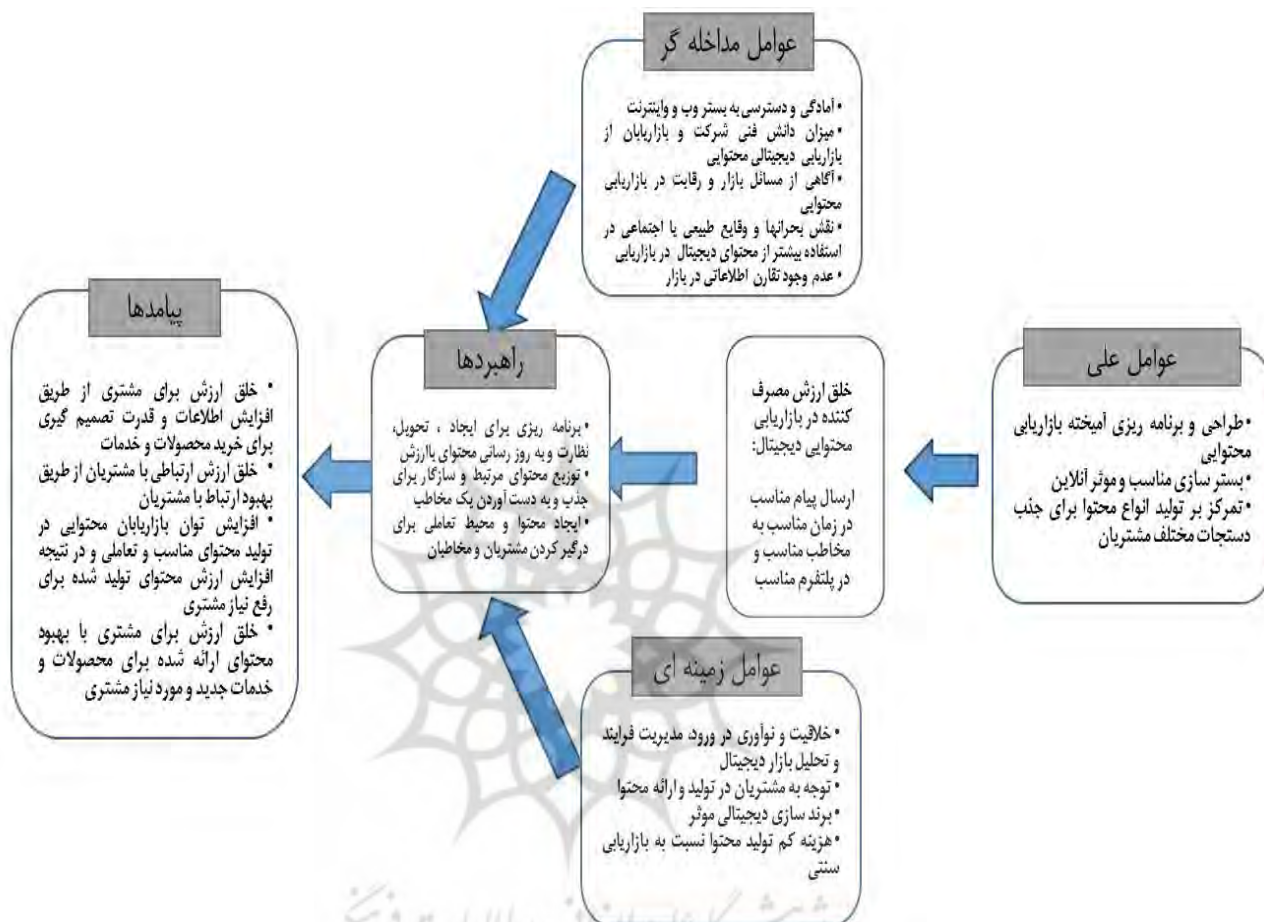 عوامل مداخله گر
•آمادگی و دسترسی به بستر وب و واینترنت
•میزان دانش فنی شرکت و بازاریابان از
بازاریابی دیجیتالی محتوایی
•آگاهی از مسائل بازار و رقابت در بازاریابی
محتوایی
•نقش بحرانها و وقایع طبیعی یا اجتماعی در
استفاده بیشتر از محتوای دیجیتال در بازاریابی
•عدم وجود تقارن اطلاعاتی در بازار
عوامل علی
•طراحی و برنامه ریزی آمیخته بازاریابی
محتوایی
•بستر سازی مناسب و موثر آنلاین
•تمرکز بر تولید انواع محتوا برای جذب
دستجات مختلف مشتریان
خلق ارزش مصرف
کننده در بازاریابی
محتوایی دیجیتال:
ارسال پیام مناسب
در زمان مناسب به
مخاطب مناسب و
در پلتفرم مناسب
راهبردها
•برنامه ریزی برای ایجاد ، تحویل،
نظارت و به روز رسانی محتوای باارزش
•توزیع محتوای مرتبط و سازگار برای
جذب و به دست آوردن یک مخاطب
•ایجاد محتوا و محیط تعاملی برای
درگیر کردن مشتریان و مخاطبان
پیامدها
• خلق ارزش برای مشتری از طریق
افزایش اطلاعات و قدرت تصمیم گیری
برای خرید محصولات و خدمات
• خلق ارزش ارتباطی با مشتریان از طریق
بهبود ارتباط با مشتریان
• افزایش توان بازاریابان محتوایی در
تولید محتوای مناسب و تعاملی و در نتیجه
افزایش ارزش محتوای تولید شده برای
رفع نیاز مشتری
• خلق ارزش برای مشتری با بهبود
محتوای ارائه شده برای محصولات و
خدمات جدید و مورد نیاز مشتری
عوامل زمینه ای
•خلاقیت و نوآوری در ورود، مدیریت فرایند
و تحلیل بازار دیجیتال
•توجه به مشتریان در تولید و ارائه محتوا
•برند سازی دیجیتالی موثر
•هزینه کم تولید محتوا نسبت به بازاریابی
سنتی